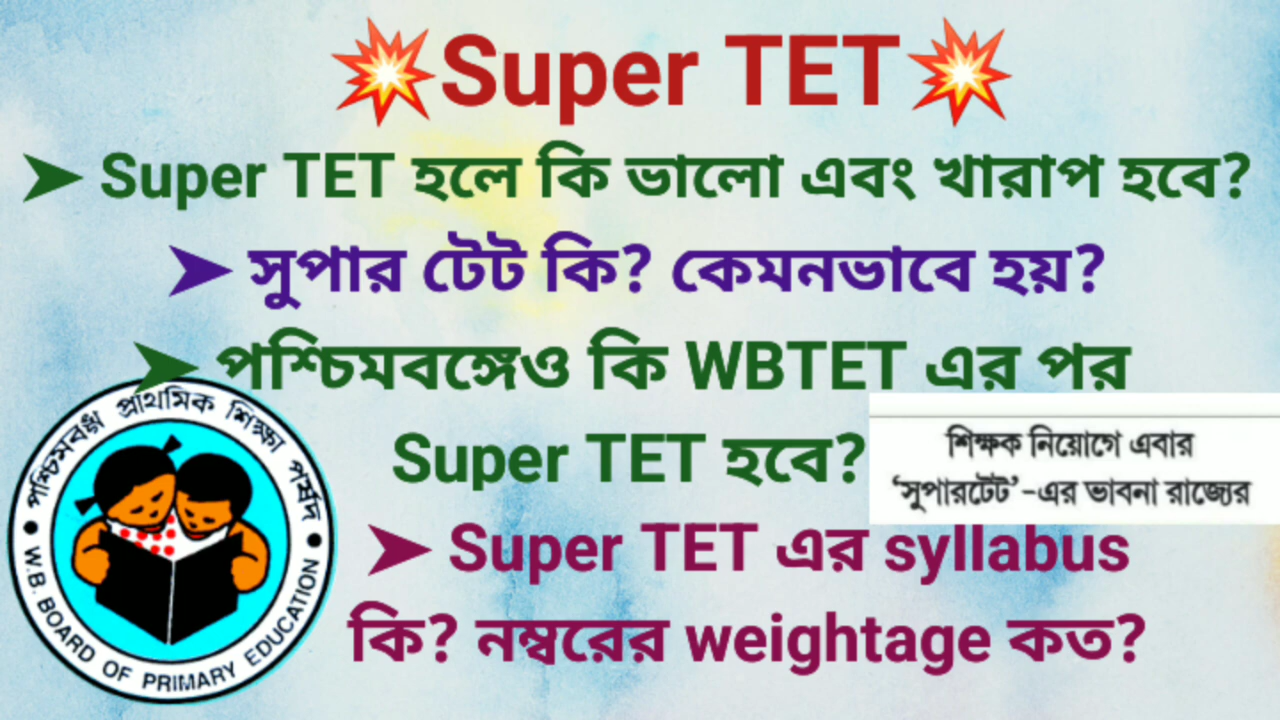 💥Super TET💥
➤ Super TET হলে কি ভালো এবং খারাপ হবে?
➤ সুপার টেট কি? কেমনভাবে হয়?
➤ পশ্চিমবঙ্গেও কি WBTET এর পর
Super TET হবে?
শিক্ষক নিয়োগে এবার
‘সুপারটেট’-এর ভাবনা রাজ্যের
➤ Super TET এর syllabus
কি? নম্বরের weightage কত?
পশ্চিমবঙ্গ প্রাথমিক শিক্ষা পর্ষদ
• W.B. BOARD OF PRIMARY EDUCATION •